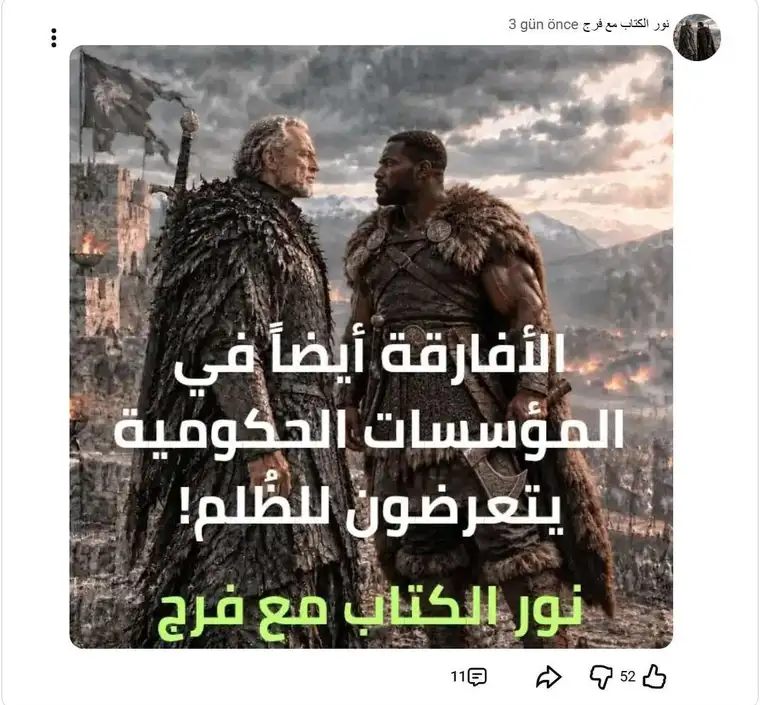 نور الكتاب مع فرج 3 gün önce
الأفارقة أيضاً في
المؤسسات الحكومية
يتعرضون للظُلم!
نور الكتاب مع فرج
52
11